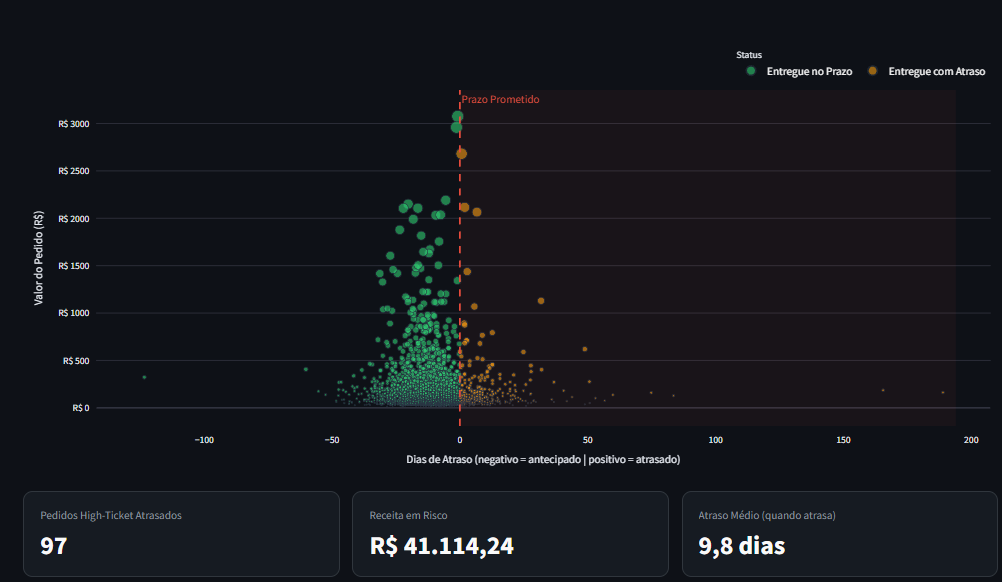 Status
Entregue no Prazo
Entregue com Atraso
Prazo Prometido
R$ 3000
R$ 2500
R$ 2000
R$ 1500
R$ 1000
R$ 500
R$ 0
Valor do Pedido (R$)
−100
−50
0
50
100
150
200
Dias de Atraso (negativo = antecipado | positivo = atrasado)
Pedidos High-Ticket Atrasados
97
Receita em Risco
R$ 41.114,24
Atraso Médio (quando atrasa)
9,8 dias